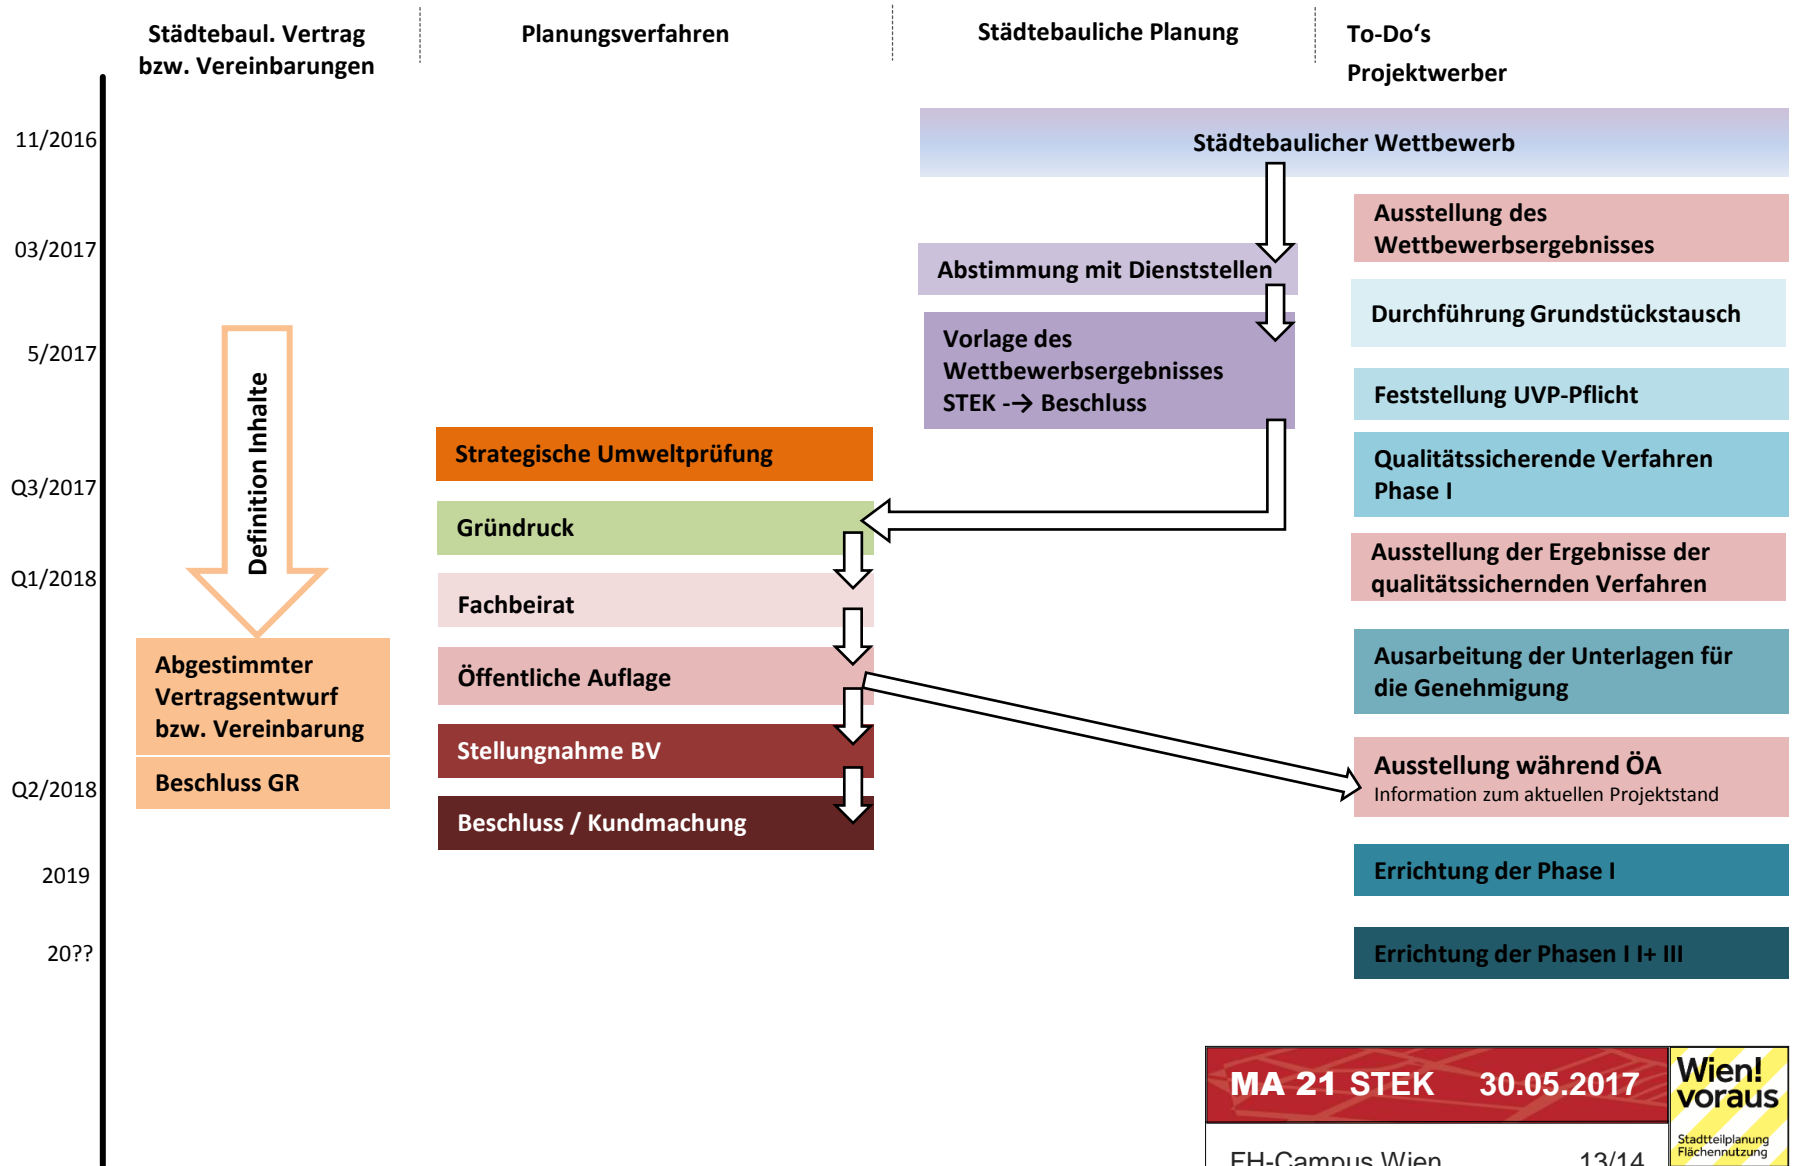 Städtebaul. Vertrag
bzw. Vereinbarungen
Planungsverfahren
Städtebauliche Planung
To-Do‘s
Projektwerber
11/2016
03/2017
5/2017
Q3/2017
Q1/2018
Q2/2018
2019
20??
Definition Inhalte
Abgestimmter
Vertragsentwurf
bzw. Vereinbarung
Beschluss GR
Strategische Umweltprüfung
Gründruck
Fachbeirat
Öffentliche Auflage
Stellungnahme BV
Beschluss / Kundmachung
Städtebaulicher Wettbewerb
Abstimmung mit Dienststellen
Vorlage des
Wettbewerbsergebnisses
STEK -→ Beschluss
Ausstellung des
Wettbewerbsergebnisses
Durchführung Grundstückstausch
Feststellung UVP-Pflicht
Qualitätssicherende Verfahren
Phase I
Ausstellung der Ergebnisse der
qualitätssichernden Verfahren
Ausarbeitung der Unterlagen für
die Genehmigung
Ausstellung während ÖA
Information zum aktuellen Projektstand
Errichtung der Phase I
Errichtung der Phasen I I+ III
MA 21 STEK 30.05.2017
FH-Campus Wien 13/14
Wien!
voraus
Stadtteilplanung
Flächennutzung